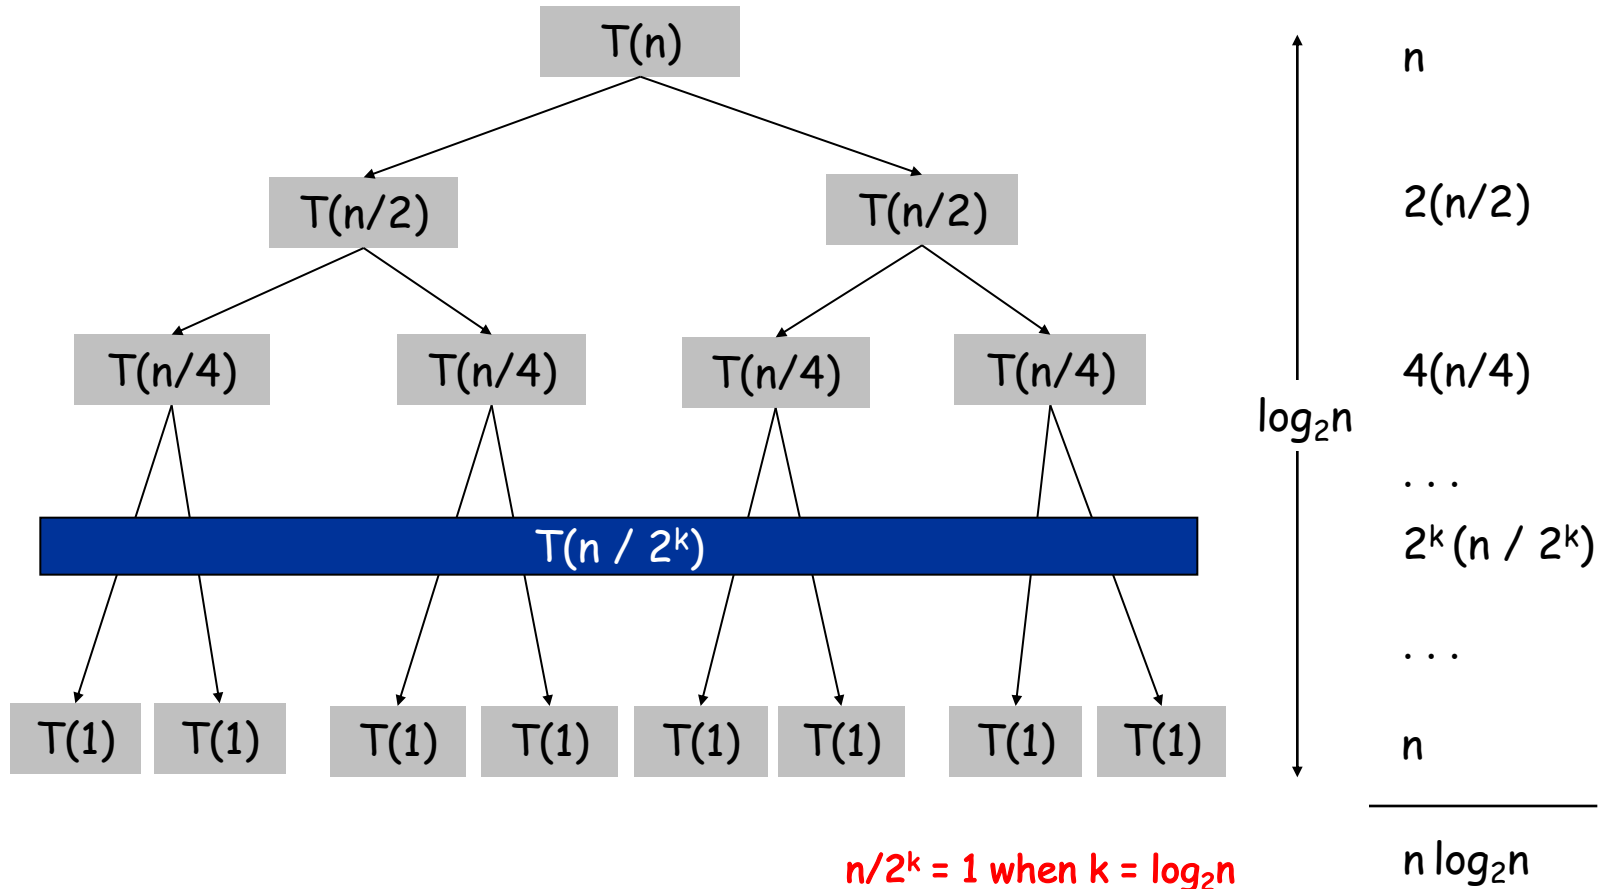 T(n)
n
T(n/2) T(n/2)
2(n/2)
T(n/4) T(n/4) T(n/4) T(n/4)
4(n/4)
log₂n
. . .
T(n / 2ᵏ)
2ᵏ (n / 2ᵏ)
. . .
T(1) T(1) T(1) T(1) T(1) T(1) T(1) T(1)
n
n/2ᵏ = 1 when k = log₂n
n log₂n